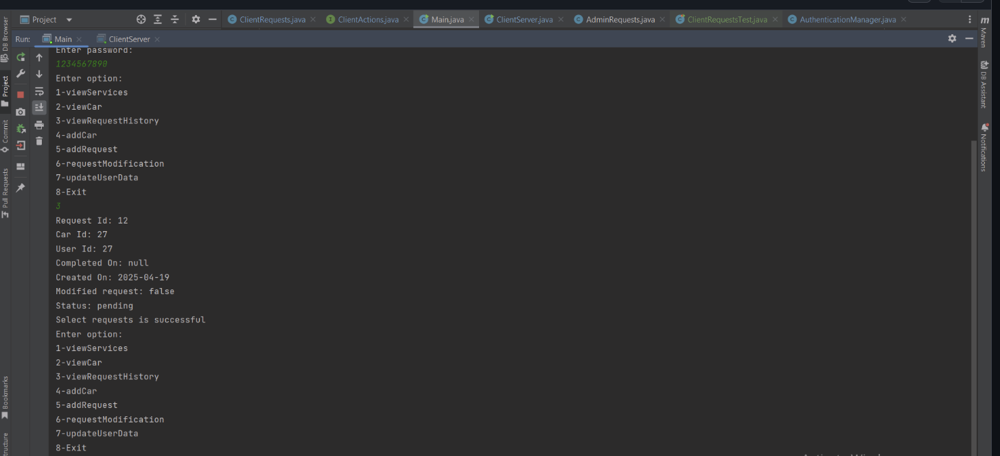 Project
ClientRequests.java
ClientActions.java
Main.java
ClientServer.java
AdminRequests.java
ClientRequestsTest.java
AuthenticationManager.java
Run:
Main
ClientServer
Enter password:
1234567890
Enter option:
1-viewServices
2-viewCar
3-viewRequestHistory
4-addCar
5-addRequest
6-requestModification
7-updateUserData
8-Exit
3
Request Id: 12
Car Id: 27
User Id: 27
Completed On: null
Created On: 2025-04-19
Modified request: false
Status: pending
Select requests is successful
Enter option:
1-viewServices
2-viewCar
3-viewRequestHistory
4-addCar
5-addRequest
6-requestModification
7-updateUserData
8-Exit
DB Browser
Project
Commit
Pull Requests
Bookmarks
m
Maven
DB Assistant
Notifications